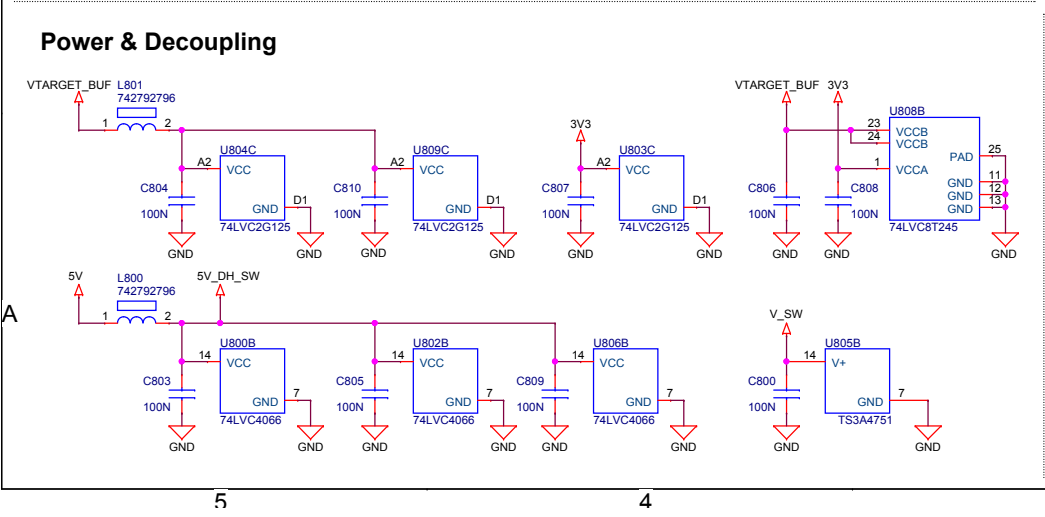 Power & Decoupling
VTARGET_BUF L801
742792796
1 2
A2 U804C
VCC
C804
100N
GND D1
74LVC2G125
GND GND
A2 U809C
VCC
C810
100N
GND D1
74LVC2G125
GND GND
3V3
A2 U803C
VCC
C807
100N
GND D1
74LVC2G125
GND GND
VTARGET_BUF 3V3
U808B
23 VCCB
24 VCCB
1 VCCA
PAD 25
GND 11
GND 12
GND 13
C806
100N
C808
100N
74LVC8T245
GND GND GND
5V L800
742792796
1 2
5V_DH_SW
14 U800B
VCC
C803
100N
GND 7
74LVC4066
GND GND
14 U802B
VCC
C805
100N
GND 7
74LVC4066
GND GND
14 U806B
VCC
C809
100N
GND 7
74LVC4066
GND GND
V_SW
14 U805B
V+
C800
100N
GND 7
TS3A4751
GND GND
A
5 4